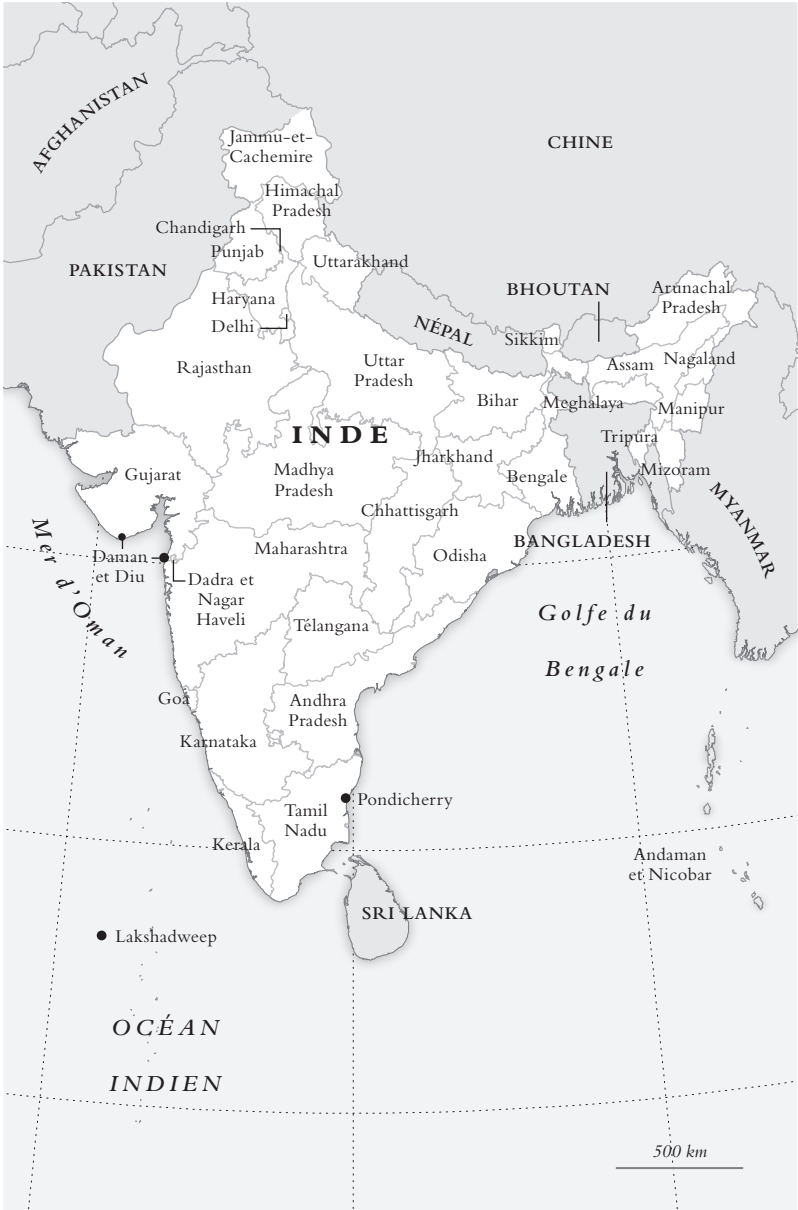 AFGHANISTAN
CHINE
Jammu-et-
Cachemire
Himachal
Pradesh
Chandigarh
Punjab
PAKISTAN
Uttarakhand
Haryana
Delhi
BHOUTAN
Arunachal
Pradesh
NÉPAL
Sikkim
Rajasthan
Uttar
Pradesh
Assam
Nagaland
Bihar
Meghalaya
Manipur
INDE
Tripura
Jharkhand
Gujarat
Madhya
Pradesh
Bengale
Mizoram
Chhattisgarh
MYANMAR
Mer d'Oman
Daman
et Diu
Maharashtra
Odisha
BANGLADESH
Dadra et
Nagar
Haveli
Golfe du
Bengale
Télangana
Goa
Andhra
Pradesh
Karnataka
Pondicherry
Tamil
Nadu
Kerala
Andaman
et Nicobar
SRI LANKA
Lakshadweep
OCÉAN
INDIEN
500 km